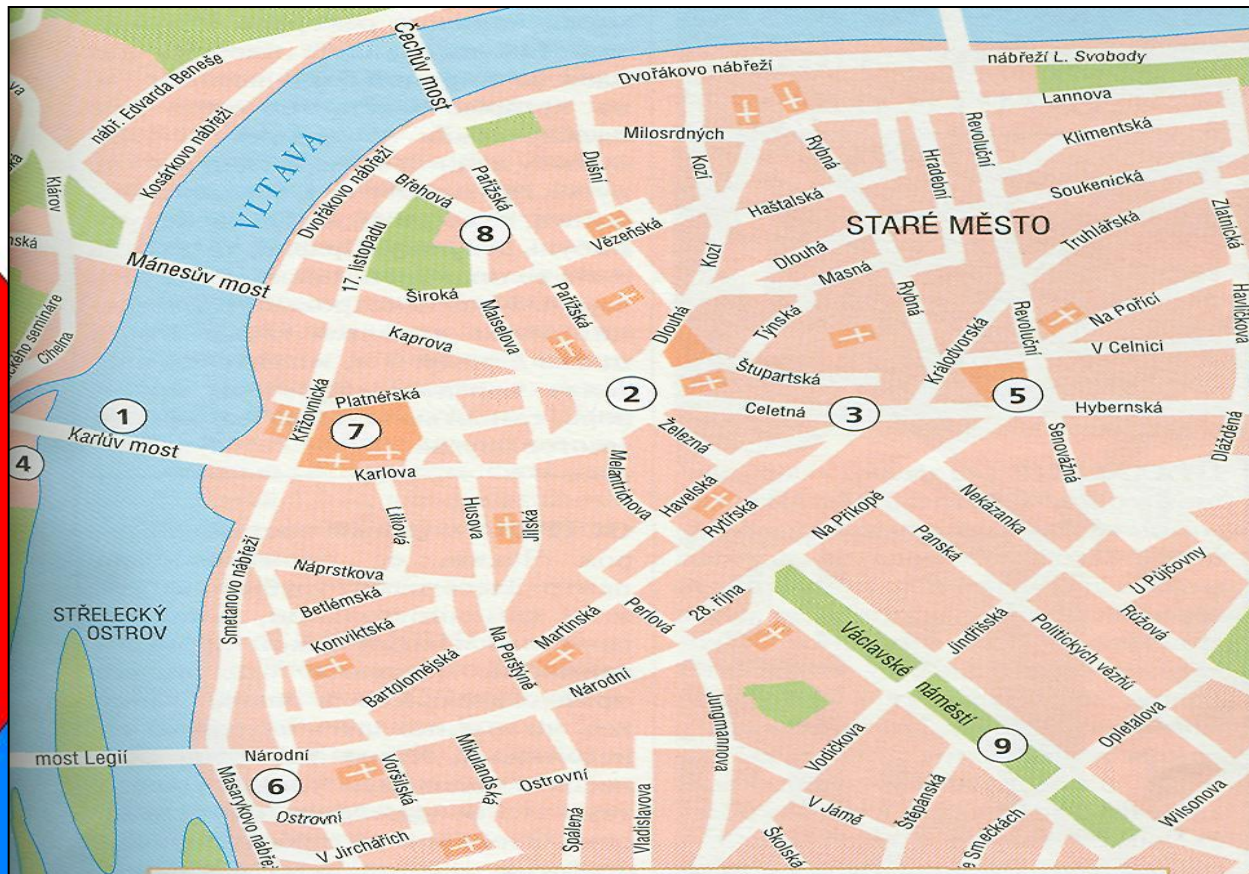 Čechův most
nábř. Edvarda Beneše
Kosárkovo nábřeží
Klárov
VLTAVA
Dvořákovo nábřeží
Dvořákovo nábřeží
nábřeží L. Svobody
Lannova
Klimentská
Revoluční
Milosrdných
Dušní
Kozí
Rybná
Hradební
Soukenická
Zlatnická
Břehová
Pařížská
8
17. listopadu
Vězeňská
Haštalská
STARÉ MĚSTO
Truhlářská
Kozí
Dlouhá
Masná
Mánesův most
Široká
Maiselova
Pařížská
Dlouhá
Týnská
Rybná
Revoluční
Na Poříčí
Havlíčkova
Cihelná
Kaprova
Králodvorská
V Celnici
Štupartská
Křižovnická
Platnéřská
2
Celetná
3
5
Hybernská
1
Karlův most
7
Železná
Senovážná
Dlážděná
4
Karlova
Melantrichova
Havelská
Rytířská
Liliová
Husova
Jilská
Na Příkopě
Nekázanka
Panská
Smetanovo nábřeží
Náprstkova
Betlémská
Konviktská
Bartolomějská
Na Perštýně
Martinská
Perlová
28. října
U Půjčovny
Růžová
Jindřišská
Politických vězňů
STŘELECKÝ
OSTROV
Václavské náměstí
Národní
Jungmannova
Opletalova
9
Vodičkova
most Legií
Národní
6
Masarykovo nábřeží
Voršilská
Mikulandská
Ostrovní
Ostrovní
V Jirchářích
Spálená
Vladislavova
V Jámě
Štěpánská
Školská
e Smečkách
Wilsonova